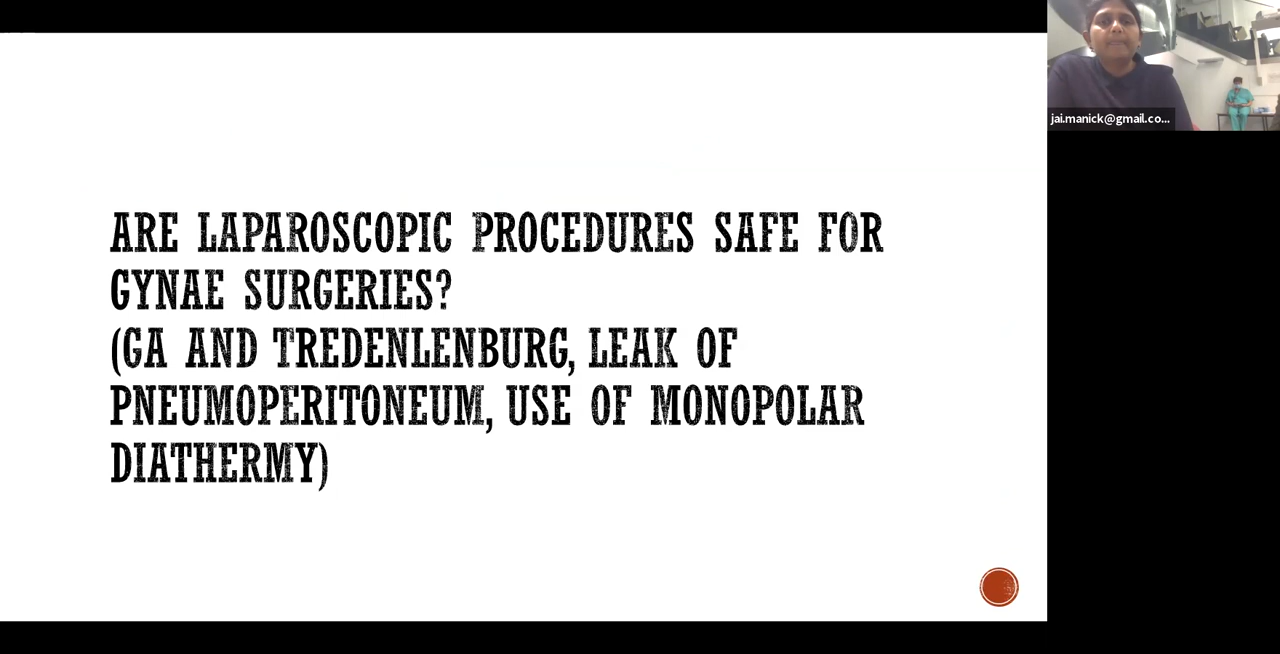 ARE LAPAROSCOPIC PROCEDURES SAFE FOR
GYNAE SURGERIES?
(GA AND TREDENLENBURG, LEAK OF
PNEUMOPERITONEUM, USE OF MONOPOLAR
DIATHERMY)
jai.manick@gmail.co...